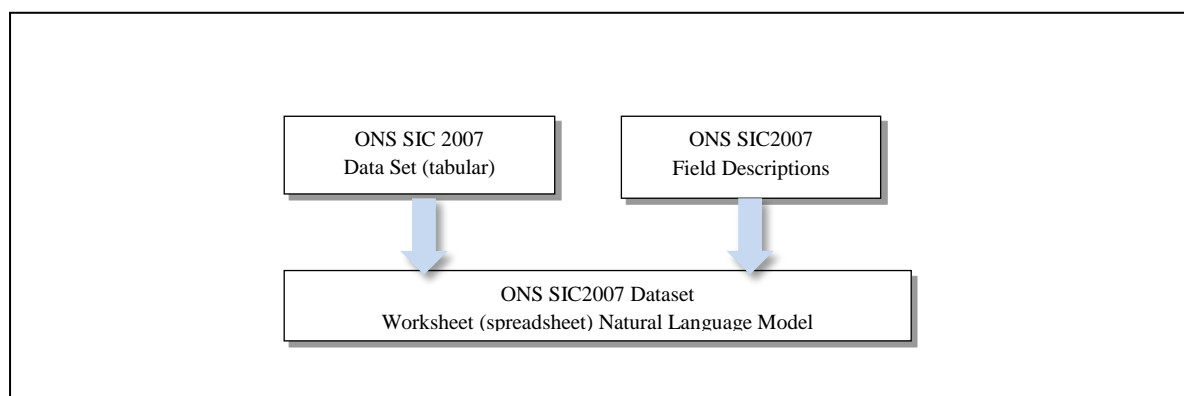 ONS SIC 2007
Data Set (tabular)
ONS SIC2007
Field Descriptions
ONS SIC2007 Dataset
Worksheet (spreadsheet) Natural Language Model